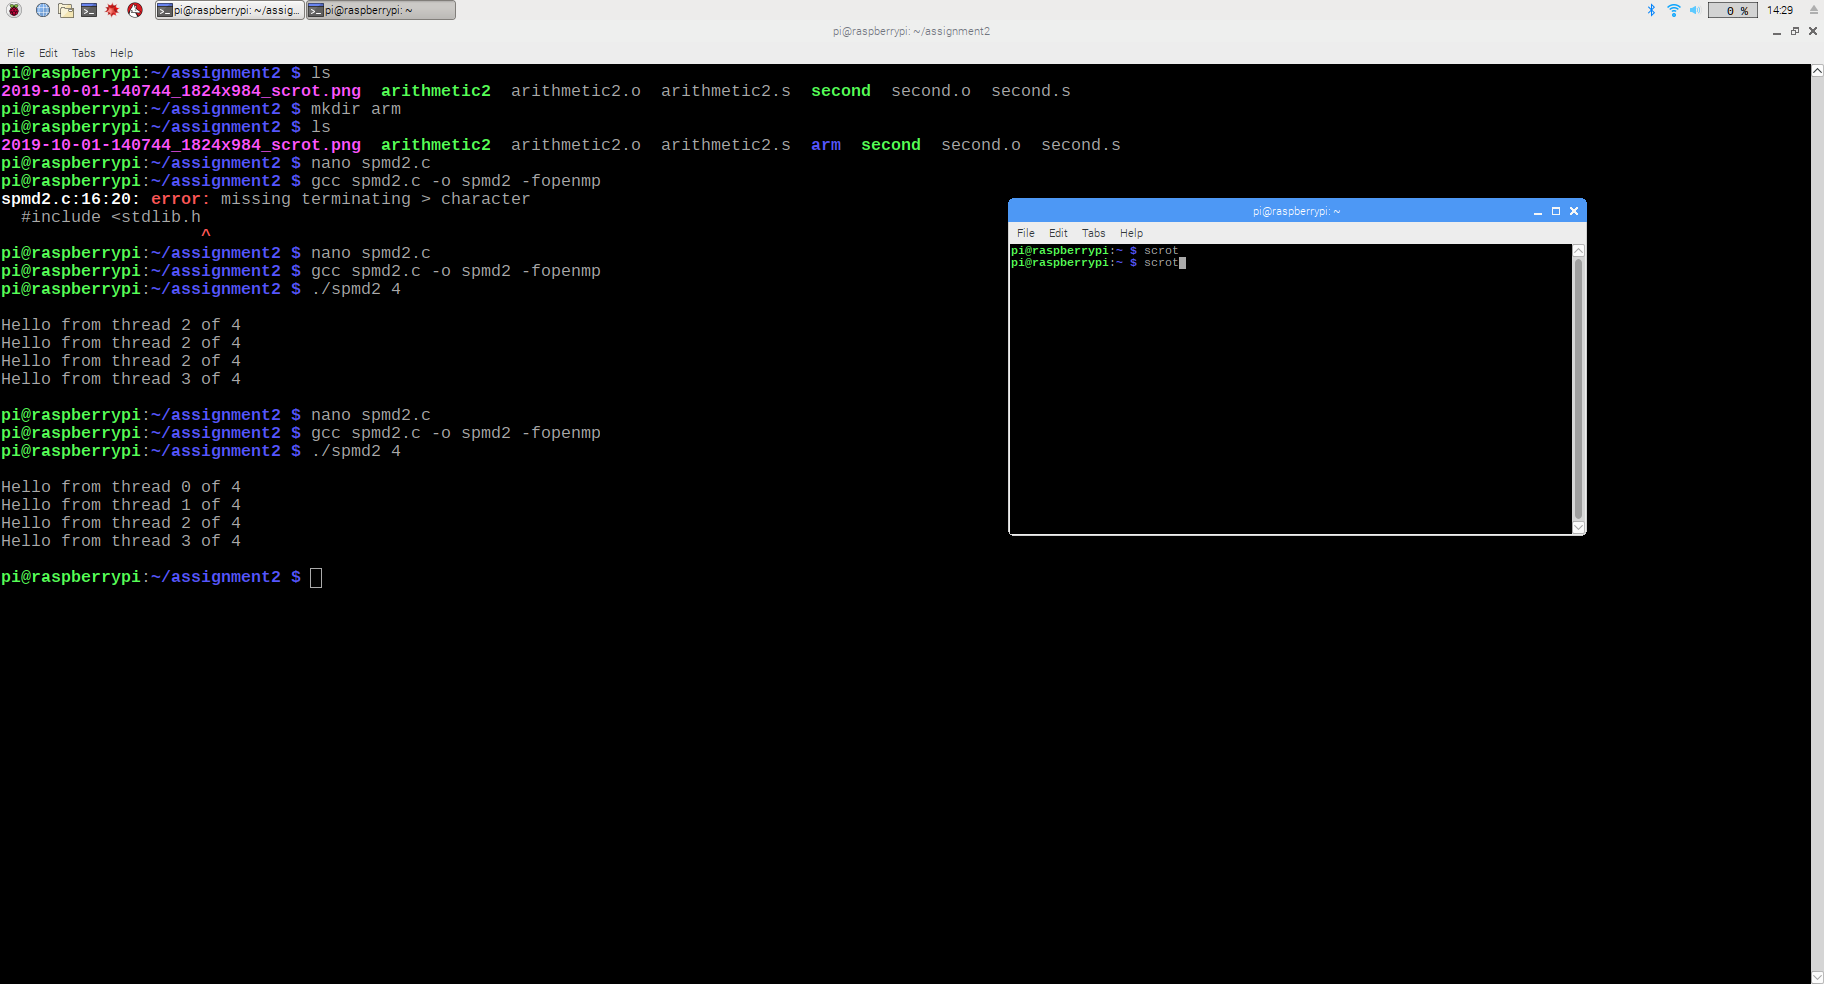 pi@raspberrypi: ~/assig... pi@raspberrypi: ~ 0 % 14:29
pi@raspberrypi: ~/assignment2
File Edit Tabs Help
pi@raspberrypi:~/assignment2 $ ls
2019-10-01-140744_1824x984_scrot.png arithmetic2 arithmetic2.o arithmetic2.s second second.o second.s
pi@raspberrypi:~/assignment2 $ mkdir arm
pi@raspberrypi:~/assignment2 $ ls
2019-10-01-140744_1824x984_scrot.png arithmetic2 arithmetic2.o arithmetic2.s arm second second.o second.s
pi@raspberrypi:~/assignment2 $ nano spmd2.c
pi@raspberrypi:~/assignment2 $ gcc spmd2.c -o spmd2 -fopenmp
spmd2.c:16:20: error: missing terminating > character
#include <stdlib.h
^
pi@raspberrypi:~/assignment2 $ nano spmd2.c
pi@raspberrypi:~/assignment2 $ gcc spmd2.c -o spmd2 -fopenmp
pi@raspberrypi:~/assignment2 $ ./spmd2 4
Hello from thread 2 of 4
Hello from thread 2 of 4
Hello from thread 2 of 4
Hello from thread 3 of 4
pi@raspberrypi:~/assignment2 $ nano spmd2.c
pi@raspberrypi:~/assignment2 $ gcc spmd2.c -o spmd2 -fopenmp
pi@raspberrypi:~/assignment2 $ ./spmd2 4
Hello from thread 0 of 4
Hello from thread 1 of 4
Hello from thread 2 of 4
Hello from thread 3 of 4
pi@raspberrypi:~/assignment2 $
pi@raspberrypi: ~
File Edit Tabs Help
pi@raspberrypi:~ $ scrot
pi@raspberrypi:~ $ scrot